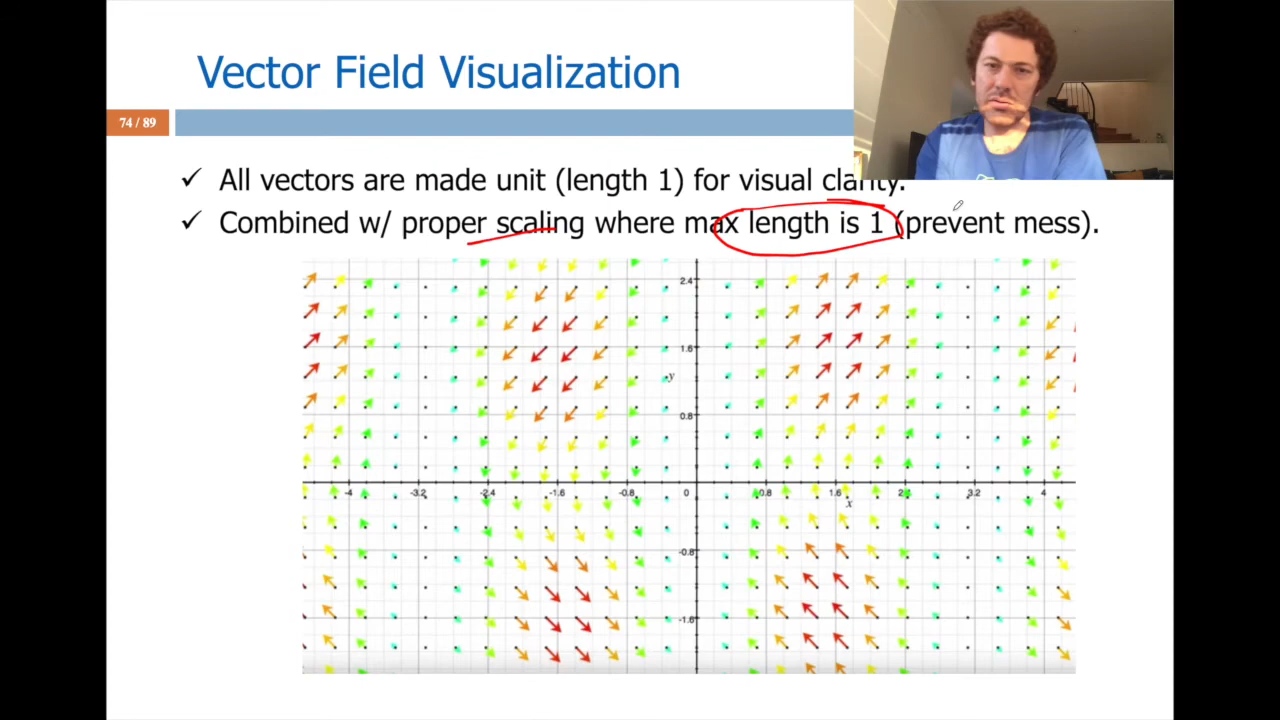 Vector Field Visualization
74 / 89
✓ All vectors are made unit (length 1) for visual clarity.
✓ Combined w/ proper scaling where max length is 1 (prevent mess).
2.4
1.6
y
0.8
-4 -3.2 -2.4 -1.6 -0.8 0 0.8 1.6 2.4 3.2 4
x
-0.8
-1.6